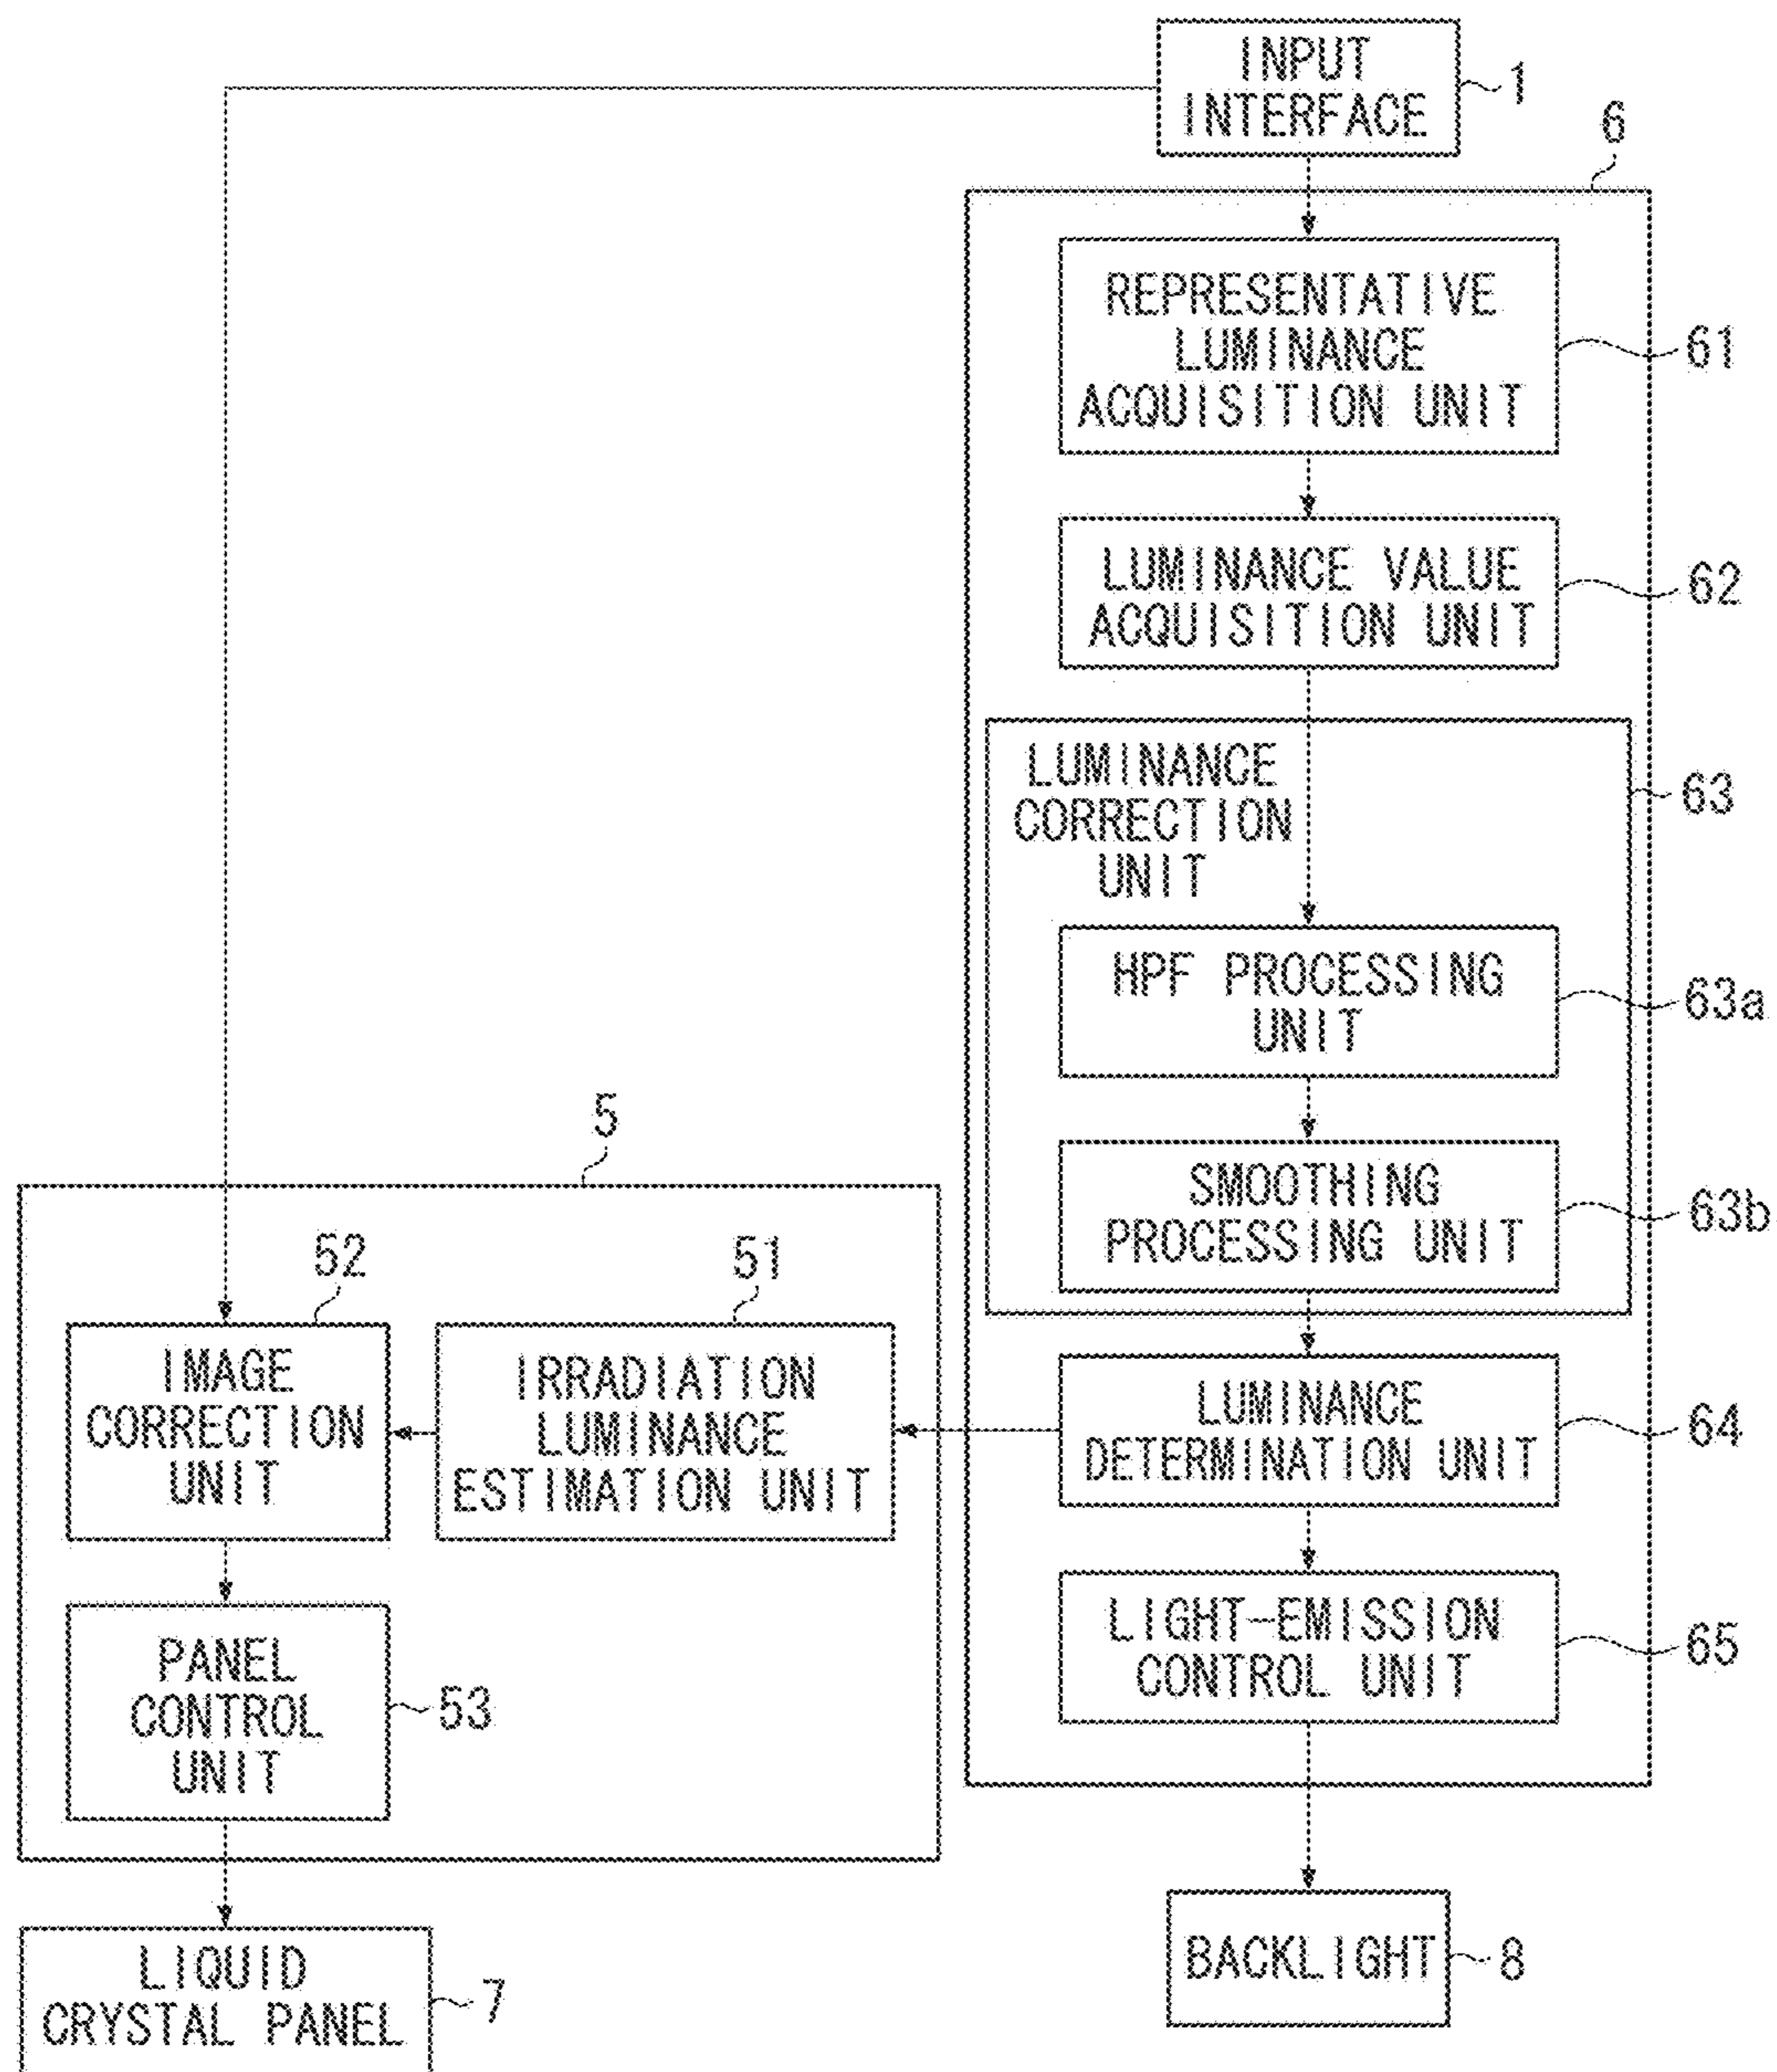 INPUT
INTERFACE
1
6
REPRESENTATIVE
LUMINANCE
ACQUISITION UNIT
61
LUMINANCE VALUE
ACQUISITION UNIT
62
LUMINANCE
CORRECTION
UNIT
63
HPF PROCESSING
UNIT
63a
SMOOTHING
PROCESSING UNIT
63b
5
52
51
IMAGE
CORRECTION
UNIT
IRRADIATION
LUMINANCE
ESTIMATION UNIT
LUMINANCE
DETERMINATION UNIT
64
PANEL
CONTROL
UNIT
53
LIGHT-EMISSION
CONTROL UNIT
65
LIQUID
CRYSTAL PANEL
7
BACKLIGHT
8